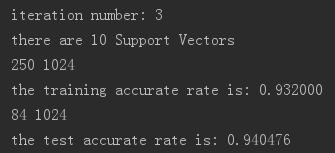 iteration number: 3
there are 10 Support Vectors
250 1024
the training accurate rate is: 0.932000
84 1024
the test accurate rate is: 0.940476